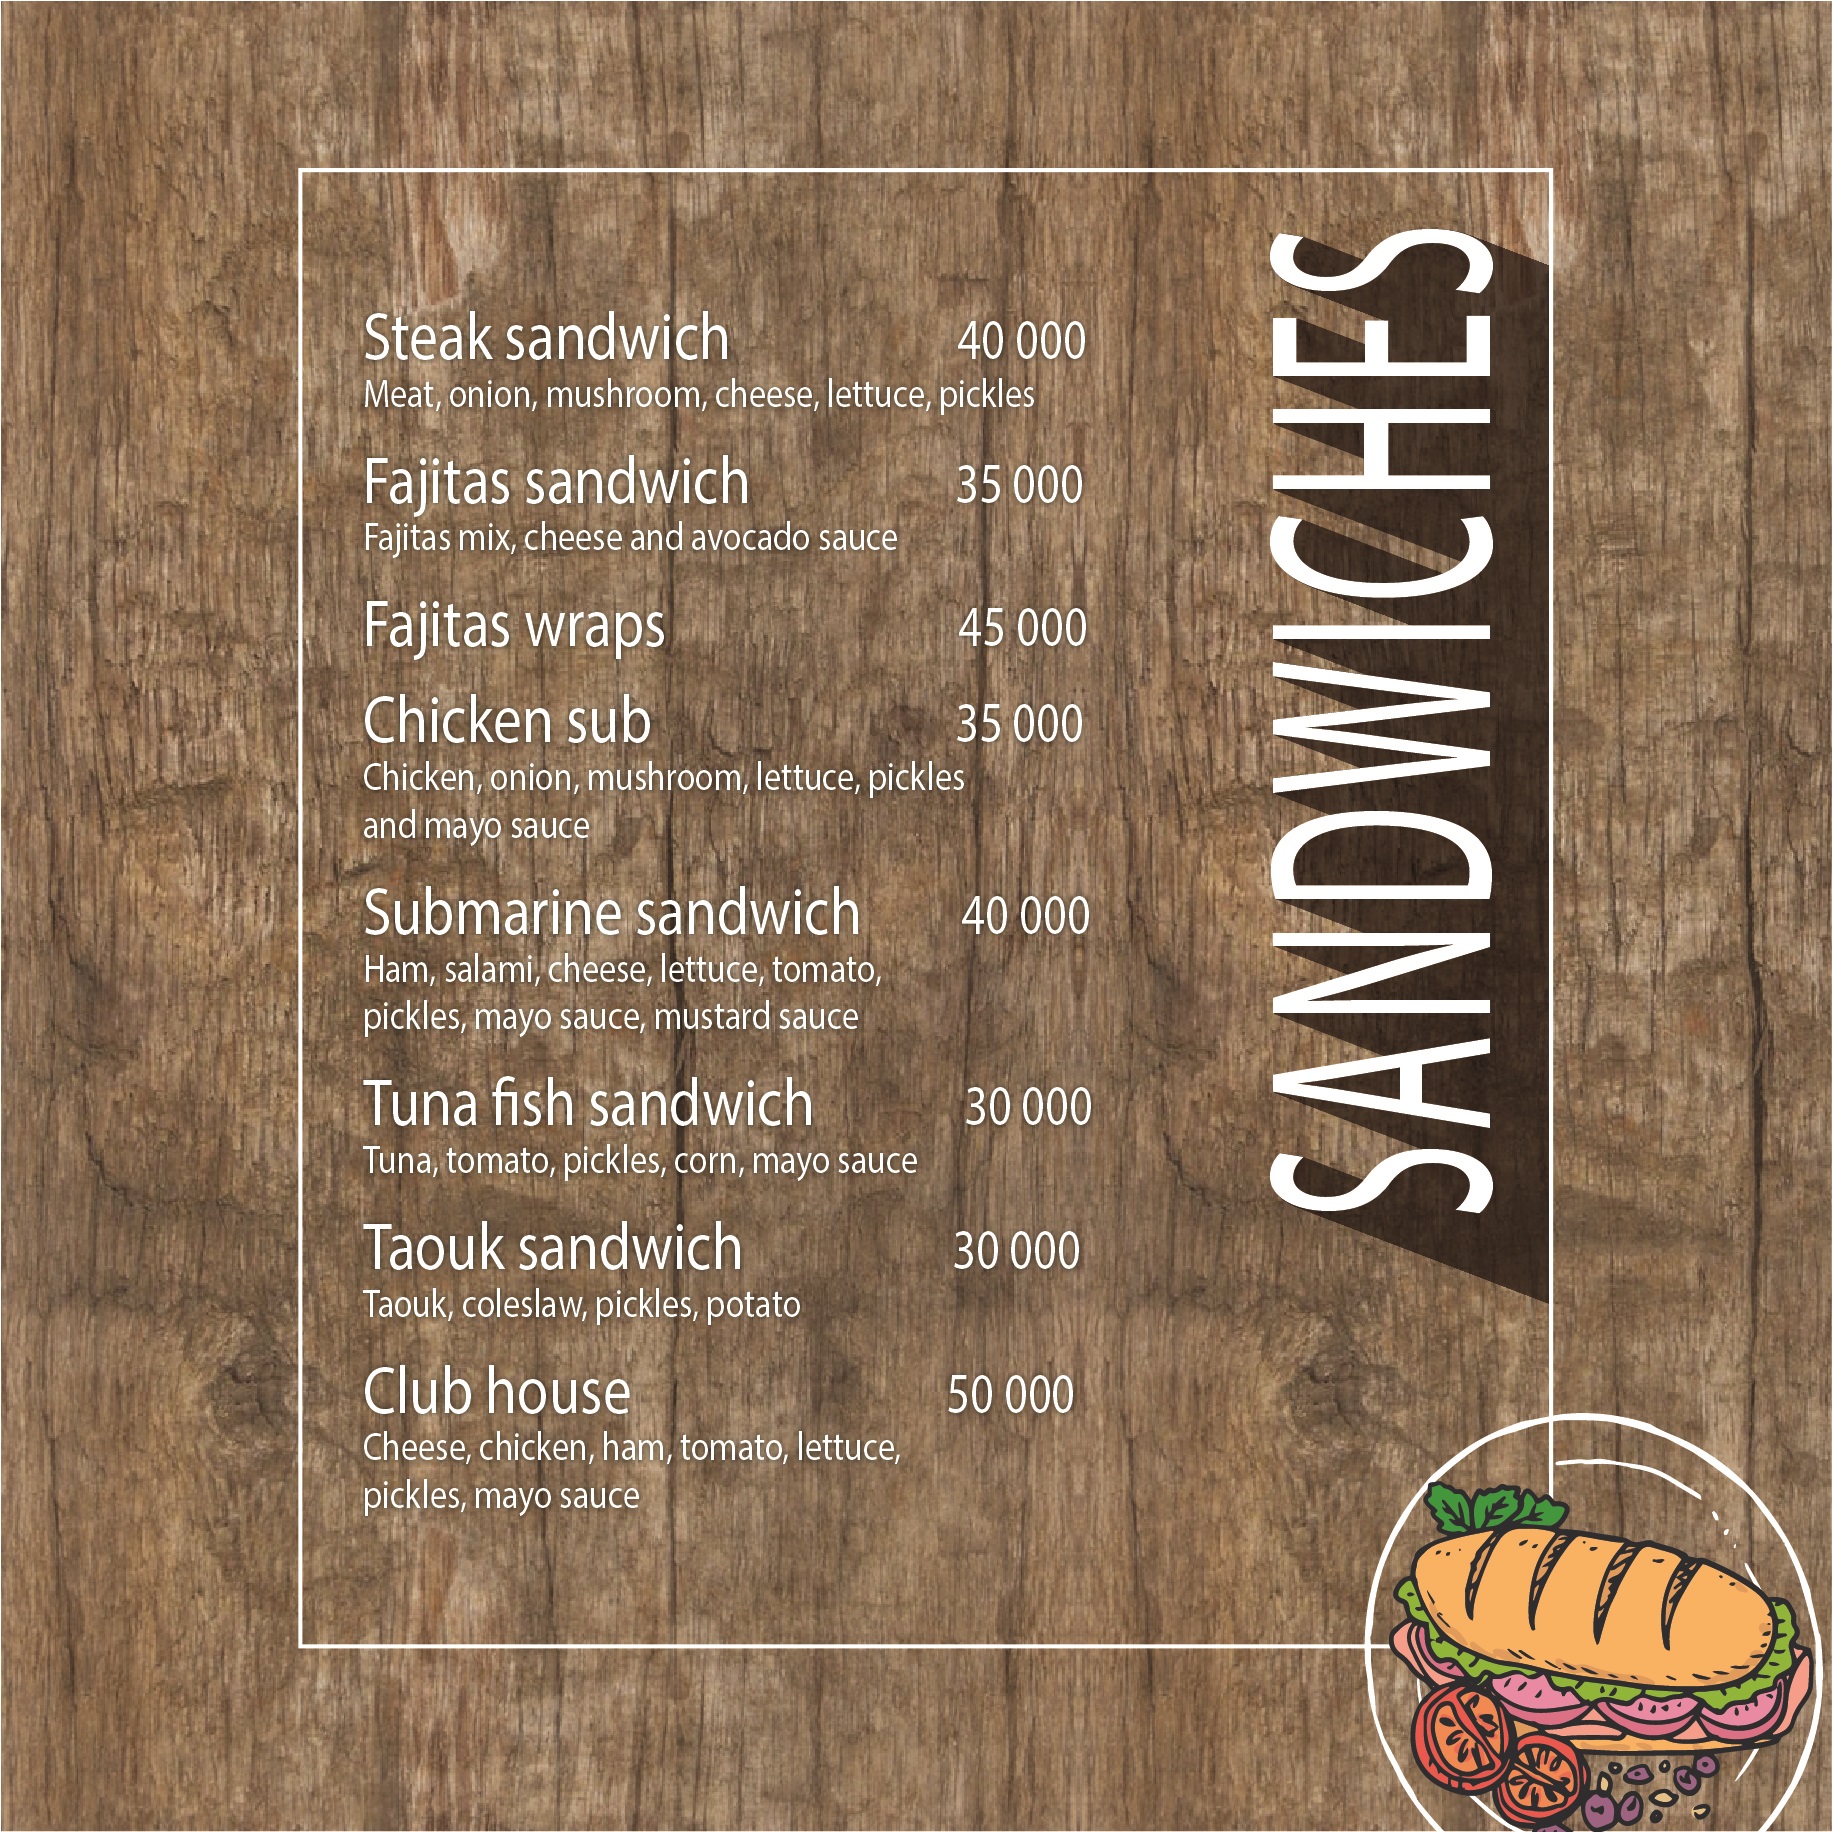 Steak sandwich 40 000
Meat, onion, mushroom, cheese, lettuce, pickles
Fajitas sandwich 35 000
Fajitas mix, cheese and avocado sauce
Fajitas wraps 45 000
Chicken sub 35 000
Chicken, onion, mushroom, lettuce, pickles
and mayo sauce
Submarine sandwich 40 000
Ham, salami, cheese, lettuce, tomato,
pickles, mayo sauce, mustard sauce
Tuna fish sandwich 30 000
Tuna, tomato, pickles, corn, mayo sauce
Taouk sandwich 30 000
Taouk, coleslaw, pickles, potato
Club house 50 000
Cheese, chicken, ham, tomato, lettuce,
pickles, mayo sauce
SANDWICHES